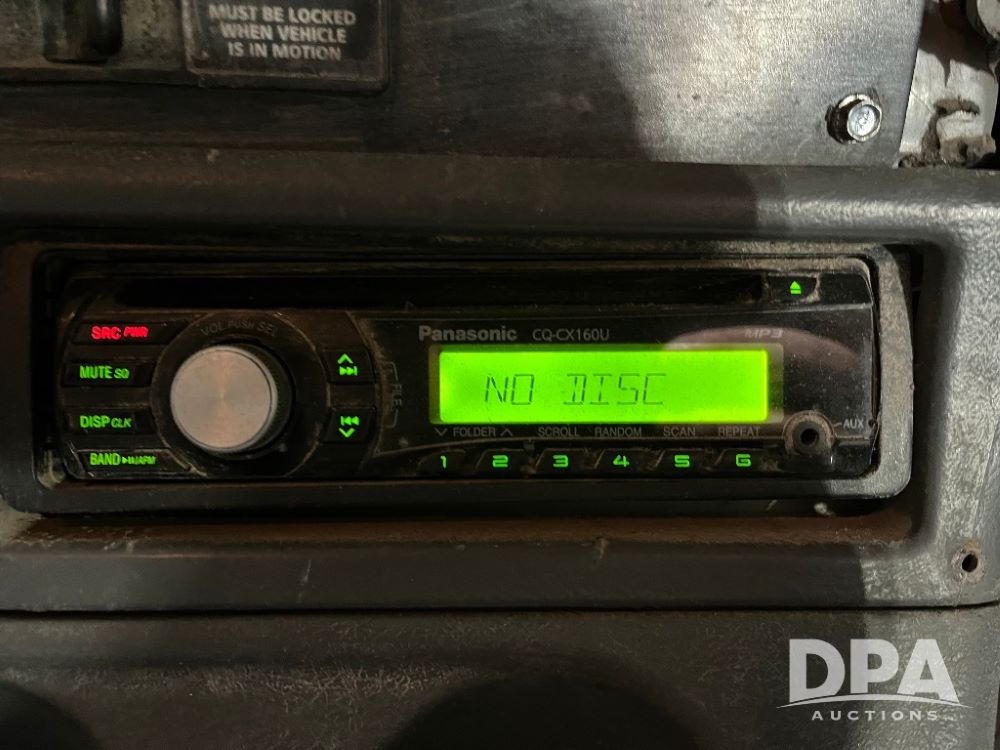 MUST BE LOCKED
WHEN VEHICLE
IS IN MOTION
SRC PWR
VOL PUSH SEL
Panasonic CQ-CX160U
MP3
MUTE SQ
NO DISC
FILE
DISP CLK
FOLDER SCROLL RANDOM SCAN REPEAT
AUX
BAND
1 2 3 4 5 6
DPA
AUCTIONS